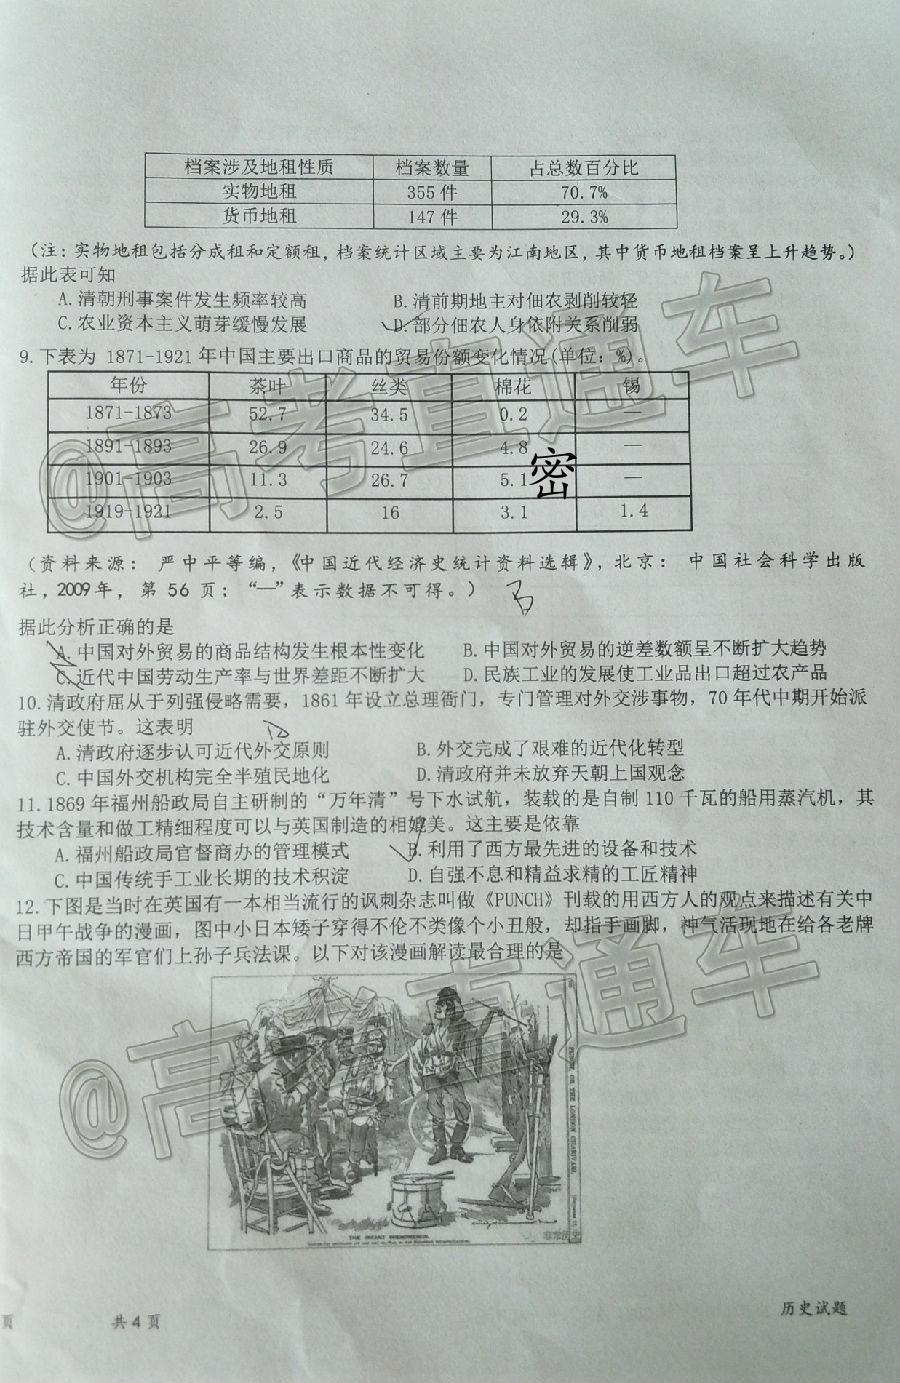 档案涉及地租性质 档案数量 占总数百分比
实物地租 355件 70.7%
货币地租 147件 29.3%
(注:实物地租包括分成租和定额租,档案统计区域主要为江南地区,其中货币地租档案呈上升趋势。)
据此表可知
A.清朝刑事案件发生频率较高 B.清前期地主对佃农剥削较轻
C.农业资本主义萌芽缓慢发展 D.部分佃农人身依附关系削弱
9.下表为 1871-1921 年中国主要出口商品的贸易份额变化情况(单位:%)。
年份 茶叶 丝类 棉花 锡
1871-1873 52.7 34.5 0.2 —
1891-1893 26.9 24.6 4.8 —
1901-1903 11.3 26.7 5.1 —
密
1919-1921 2.5 16 3.1 1.4
(资料来源: 严中平等编,《中国近代经济史统计资料选辑》,北京: 中国社会科学出版
社,2009年, 第 56 页; “—”表示数据不可得。)
据此分析正确的是
A.中国对外贸易的商品结构发生根本性变化 B.中国对外贸易的逆差数额呈不断扩大趋势
C.近代中国劳动生产率与世界差距不断扩大 D.民族工业的发展使工业品出口超过农产品
10.清政府屈从于列强侵略需要,1861 年设立总理衙门,专门管理对外交涉事物,70 年代中期开始派
驻外交使节。这表明
A.清政府逐步认可近代外交原则 B.外交完成了艰难的近代化转型
C.中国外交机构完全半殖民地化 D.清政府并未放弃天朝上国观念
11.1869 年福州船政局自主研制的“万年清”号下水试航,装载的是自制 110 千瓦的船用蒸汽机,其
技术含量和做工精细程度可以与英国制造的相媲美。这主要是依靠
A.福州船政局官督商办的管理模式 B.利用了西方最先进的设备和技术
C.中国传统手工业长期的技术积淀 D.自强不息和精益求精的工匠精神
12.下图是当时在英国有一本相当流行的讽刺杂志叫做《PUNCH》刊载的用西方人的观点来描述有关中
日甲午战争的漫画,图中小日本矮子穿得不伦不类像个小丑般,却指手画脚,神气活现地在给各老牌
西方帝国的军官们上孙子兵法课。以下对该漫画解读最合理的是
THE INFANT PHENOMENON.
非常历史
@高考直通车
@高考直通车
历史试题
页 共 4 页